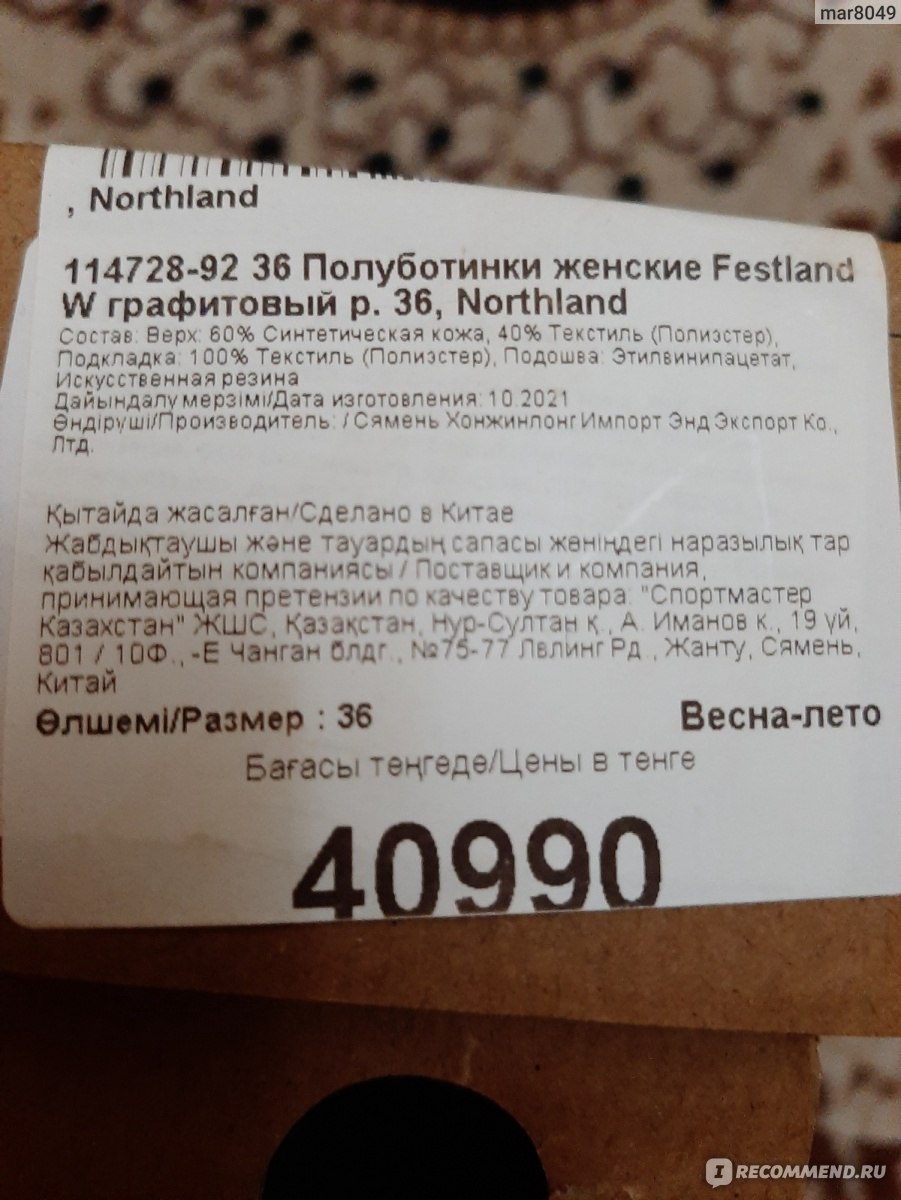 mar8049
, Northland
114728-92 36 Полуботинки женские Festland
W графитовый р. 36, Northland
Состав: Верх: 60% Синтетическая кожа, 40% Текстиль (Полиэстер),
Подкладка: 100% Текстиль (Полиэстер), Подошва: Этилвинилацетат,
Искусственная резина
Дайындалу мерзімі/Дата изготовления: 10.2021
Өндіруші/Производитель: / Сямень Хонжинлонг Импорт Энд Экспорт Ко.,
Лтд.
Қытайда жасалған/Сделано в Китае
Жабдықтаушы және тауардың сапасы жөніндегі наразылық тар
қабылдайтын компаниясы / Поставщик и компания,
принимающая претензии по качеству товара: "Спортмастер
Казахстан" ЖШС, Қазақстан, Нур-Султан қ., А. Иманов к., 19 үй,
801 / 10Ф., -Е Чанган блдг., №75-77 Лвлинг Рд., Жанту, Сямень,
Китай
Өлшемі/Размер : 36
Весна-лето
Бағасы теңгеде/Цены в тенге
40990
IRECOMMEND.RU